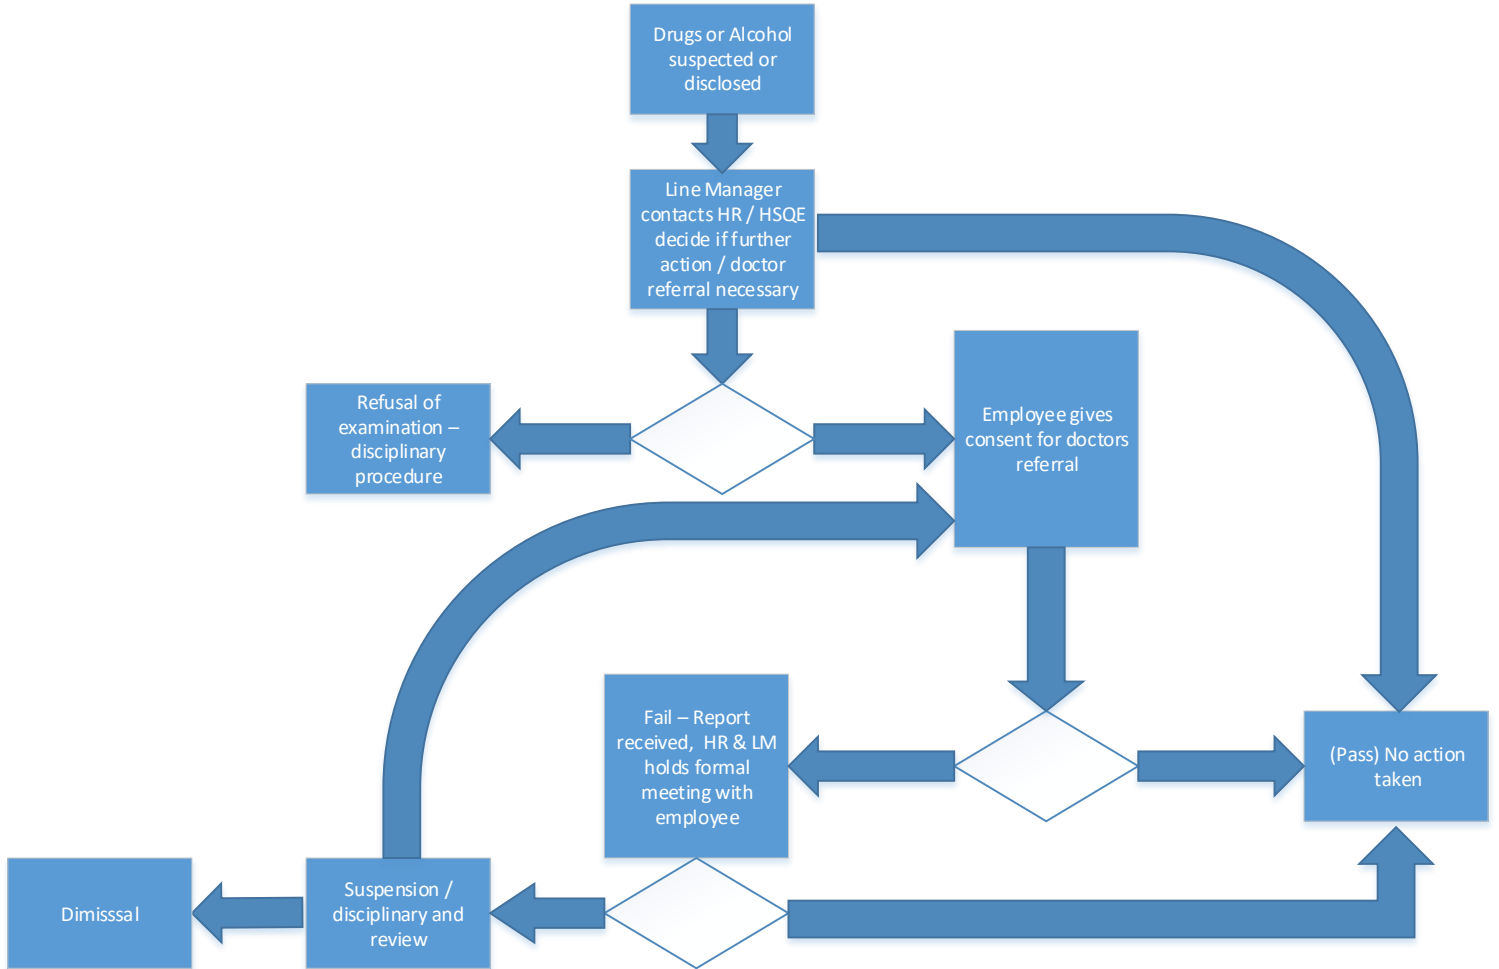 Drugs or Alcohol
suspected or
disclosed
Line Manager
contacts HR / HSQE
decide if further
action / doctor
referral necessary
Refusal of
examination –
disciplinary
procedure
Employee gives
consent for doctors
referral
Fail – Report
received, HR & LM
holds formal
meeting with
employee
(Pass) No action
taken
Dimisssal
Suspension /
disciplinary and
review